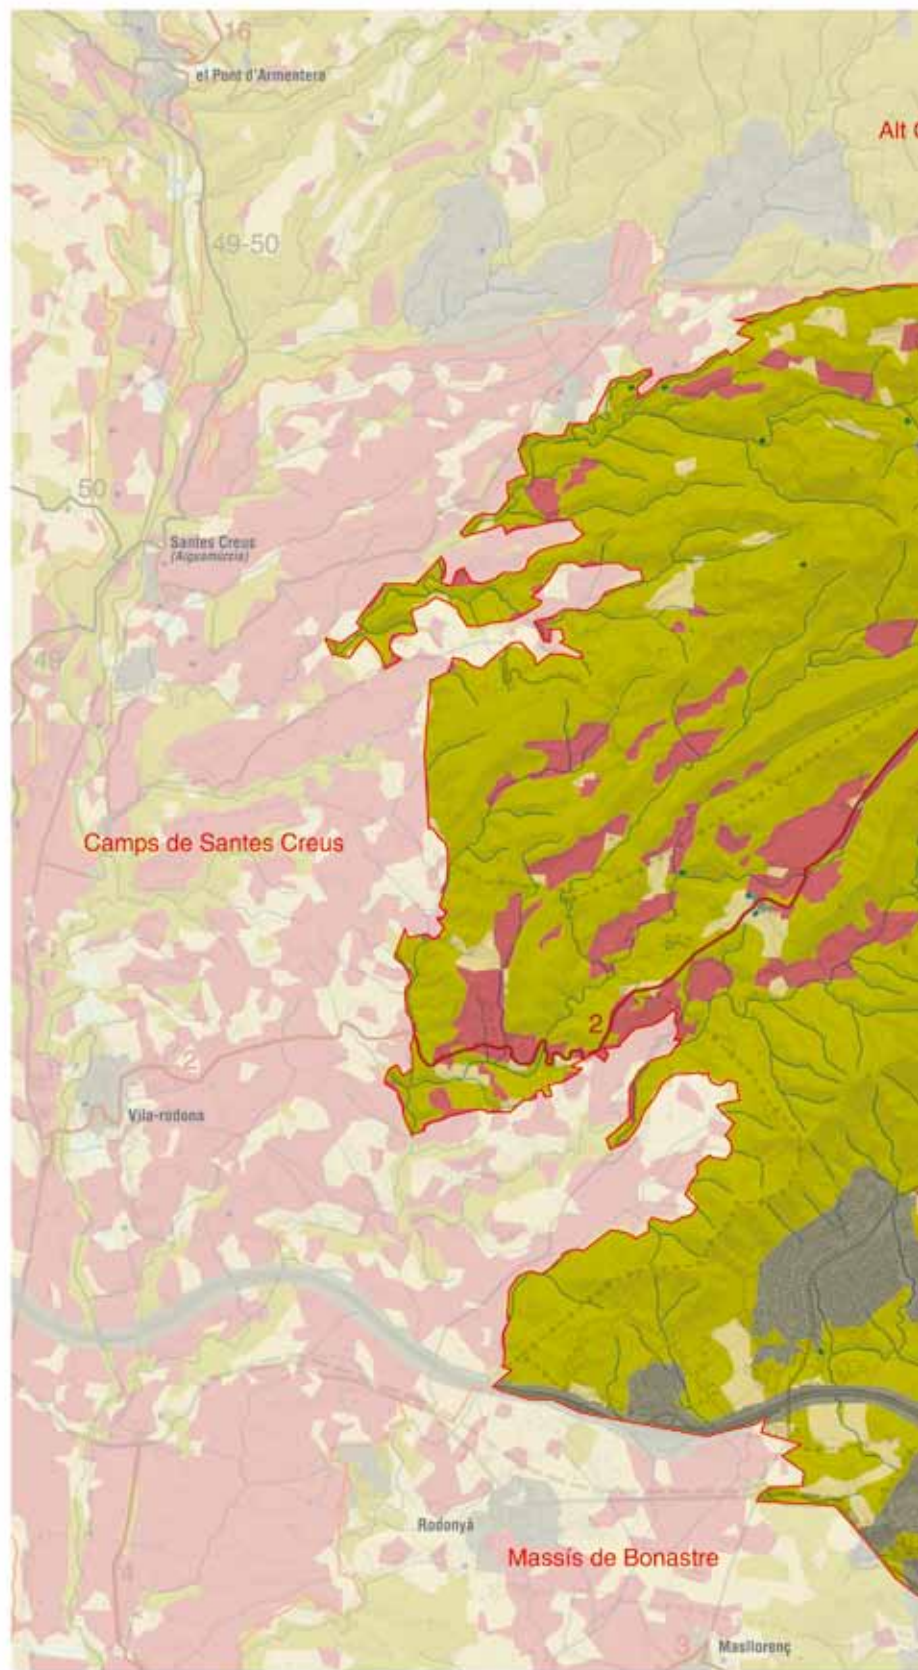 16
el Pont d'Armentera
Alt
49-50
50
Santes Creus
(Aiguamúrcia)
49
Camps de Santes Creus
2
2
Vila-rodona
Rodonyà
Massís de Bonastre
4
3
Masllorenç